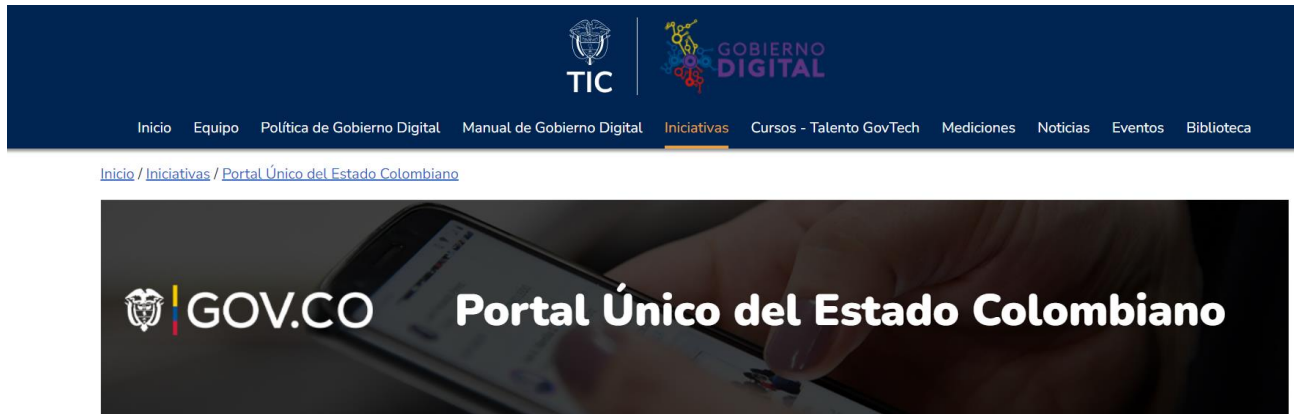 TIC
GOBIERNO
DIGITAL
Inicio Equipo Política de Gobierno Digital Manual de Gobierno Digital Iniciativas Cursos - Talento GovTech Mediciones Noticias Eventos Biblioteca
Inicio / Iniciativas / Portal Único del Estado Colombiano
GOV.CO Portal Único del Estado Colombiano